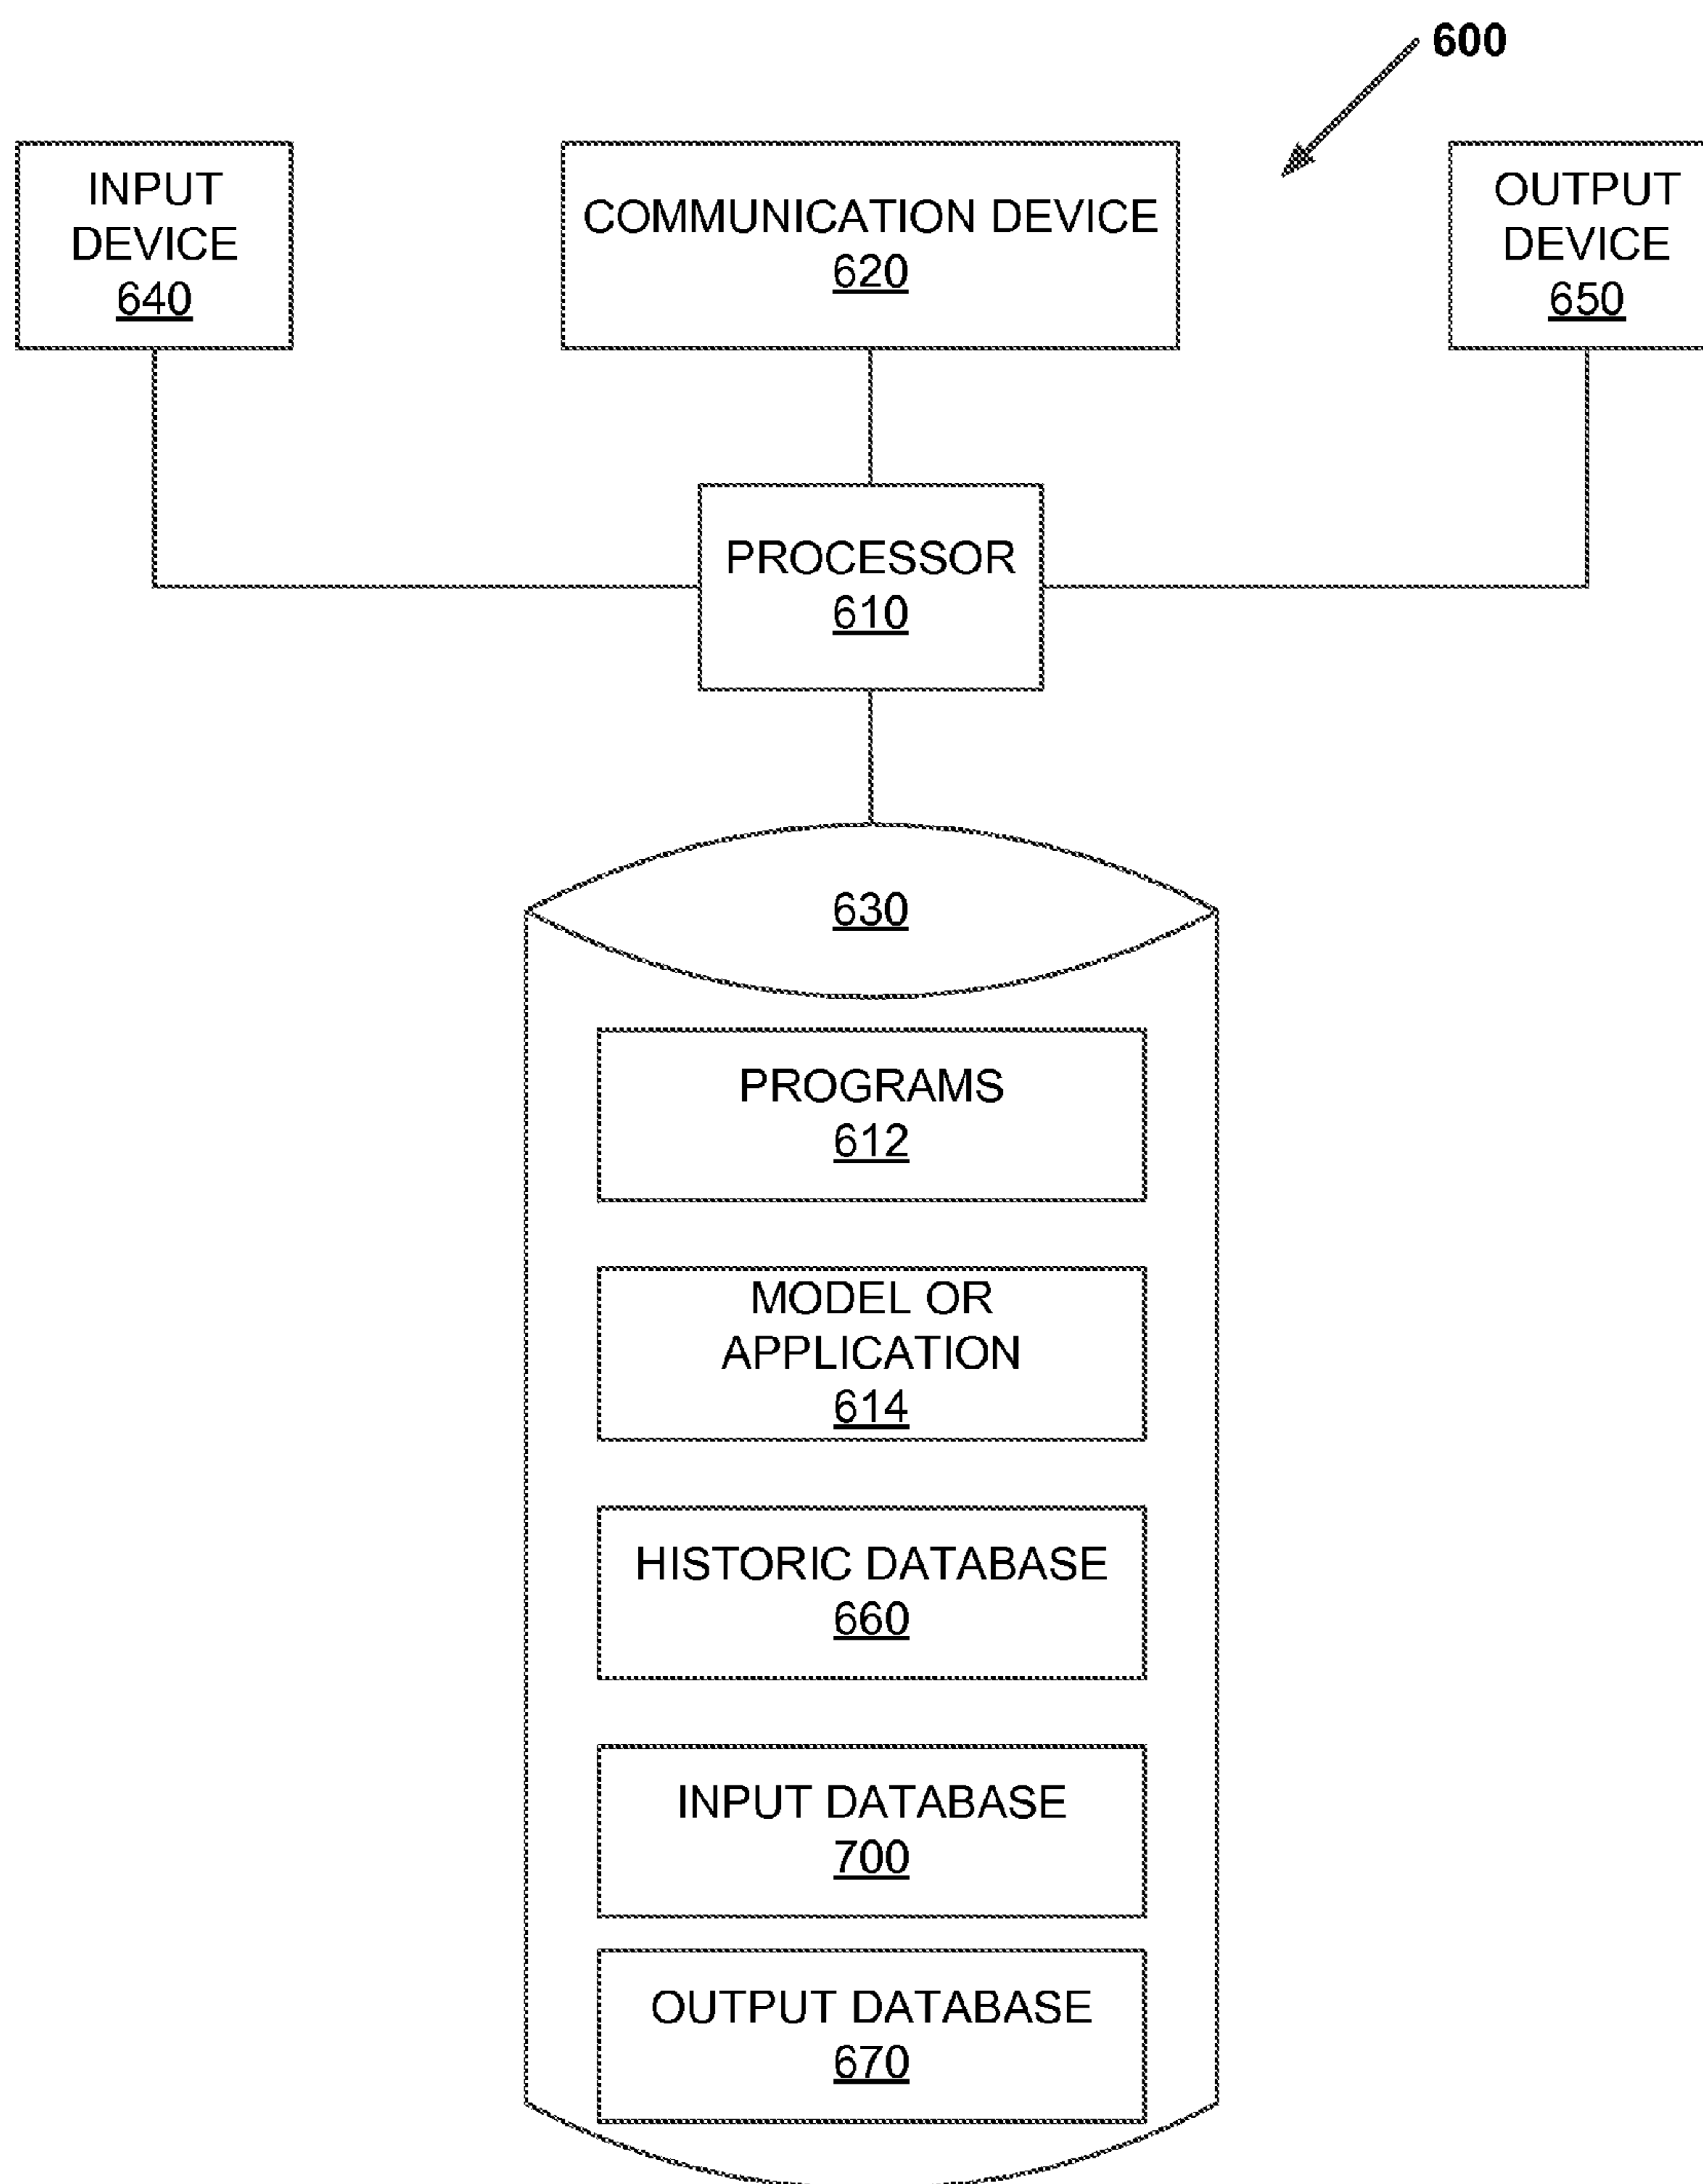 600
INPUT
DEVICE
640
COMMUNICATION DEVICE
620
OUTPUT
DEVICE
650
PROCESSOR
610
630
PROGRAMS
612
MODEL OR
APPLICATION
614
HISTORIC DATABASE
660
INPUT DATABASE
700
OUTPUT DATABASE
670